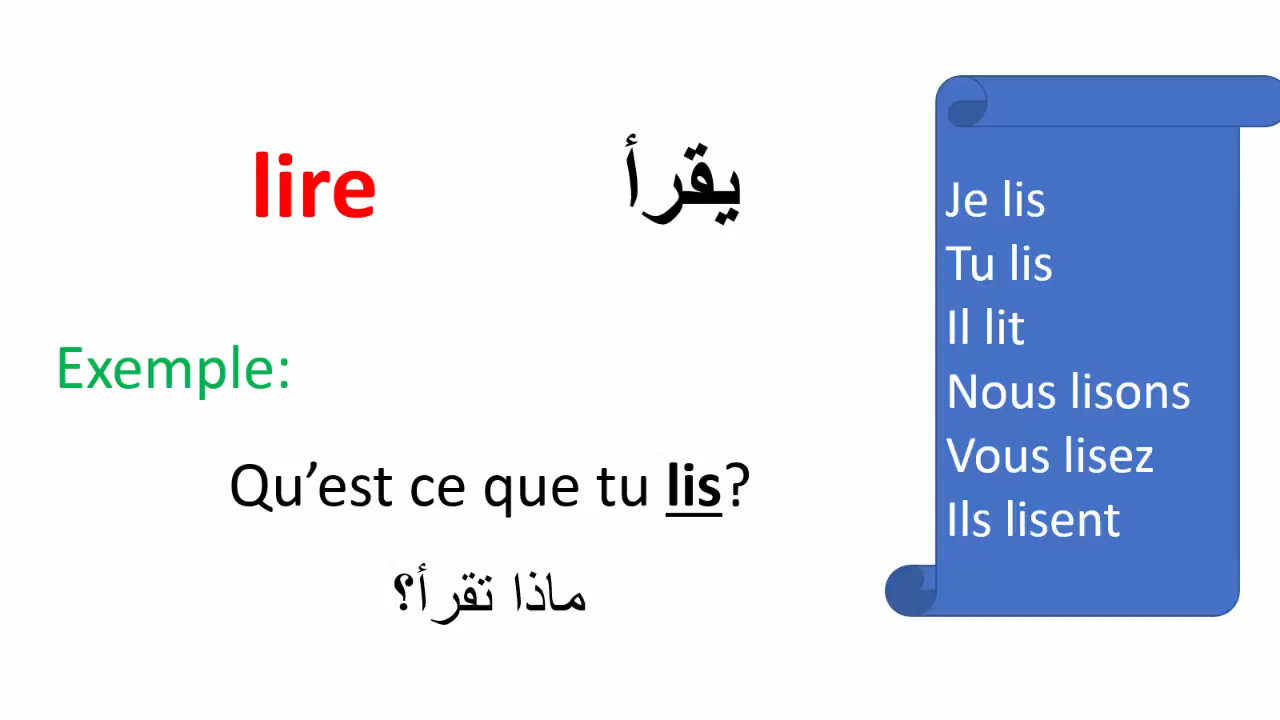 lire
يقرأ
Exemple:
Qu’est ce que tu lis?
ماذا تقرأ؟
Je lis
Tu lis
Il lit
Nous lisons
Vous lisez
Ils lisent